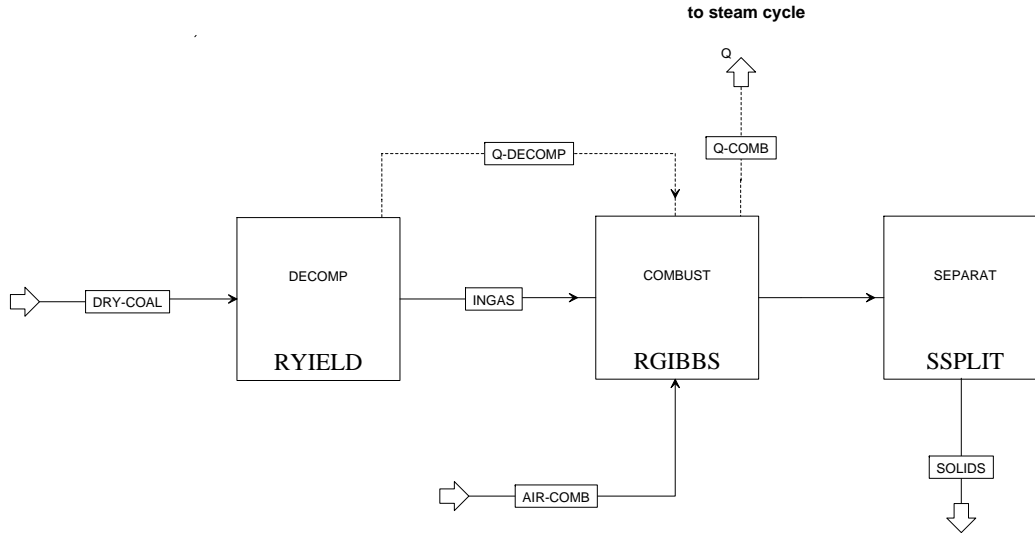 to steam cycle
Q
Q-DECOMP
Q-COMB
DECOMP
COMBUST
SEPARAT
DRY-COAL
INGAS
RYIELD
RGIBBS
SSPLIT
SOLIDS
AIR-COMB